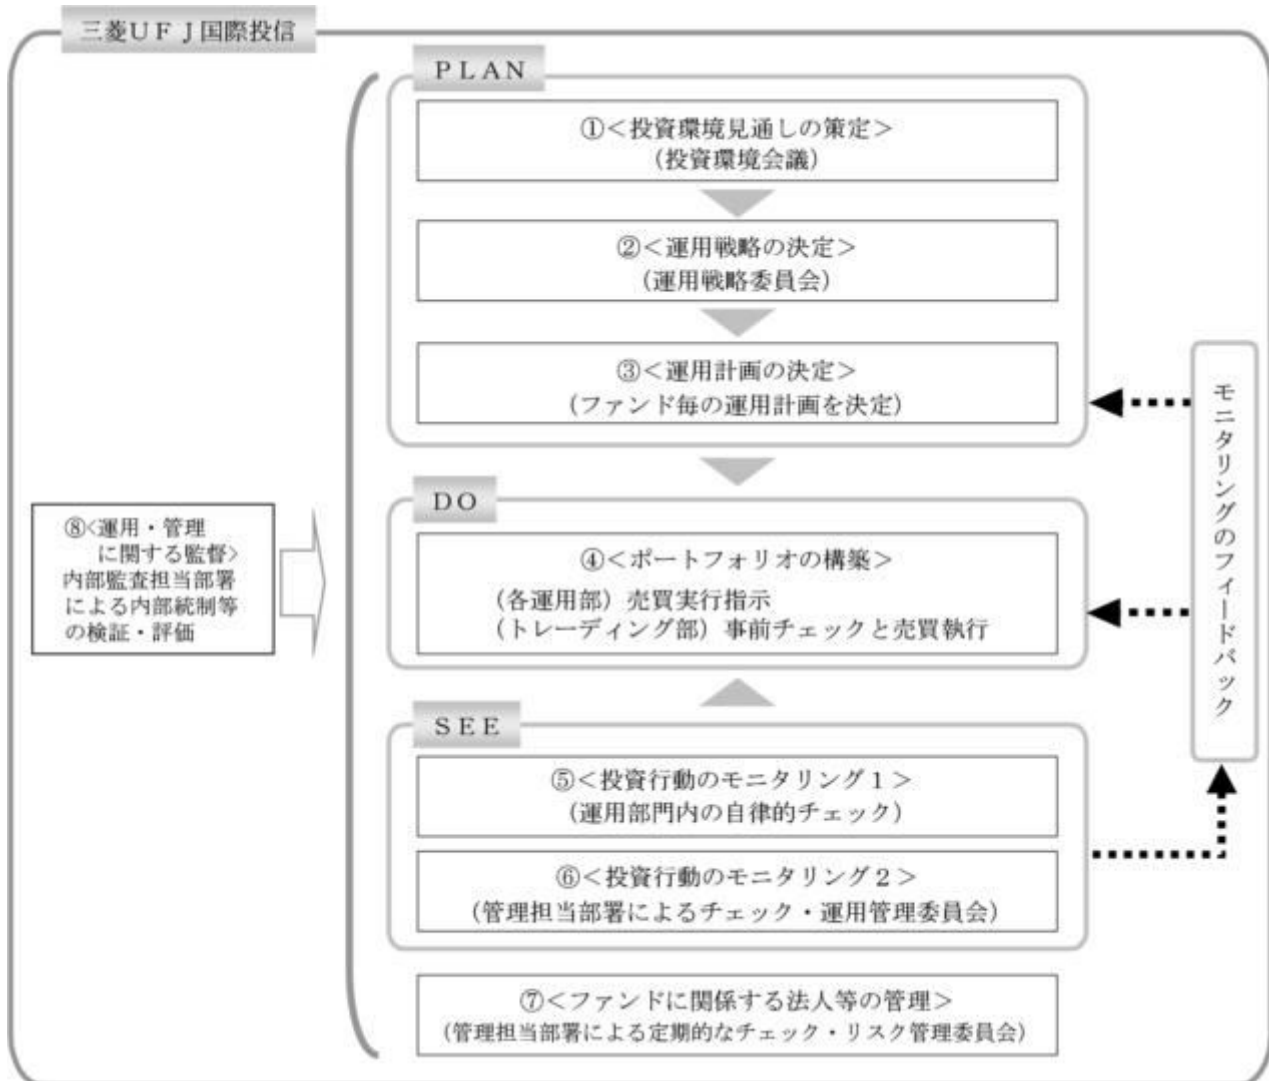 三菱ＵＦＪ国際投信
ＰＬＡＮ
①＜投資環境見通しの策定＞
（投資環境会議）
②＜運用戦略の決定＞
（運用戦略委員会）
③＜運用計画の決定＞
（ファンド毎の運用計画を決定）
ＤＯ
④＜ポートフォリオの構築＞
（各運用部）売買実行指示
（トレーディング部）事前チェックと売買執行
ＳＥＥ
⑤＜投資行動のモニタリング１＞
（運用部門内の自律的チェック）
⑥＜投資行動のモニタリング２＞
（管理担当部署によるチェック・運用管理委員会）
⑦＜ファンドに関係する法人等の管理＞
（管理担当部署による定期的なチェック・リスク管理委員会）
⑧<運用・管理
に関する監督>
内部監査担当部署
による内部統制等
の検証・評価
モニタリングのフィードバック